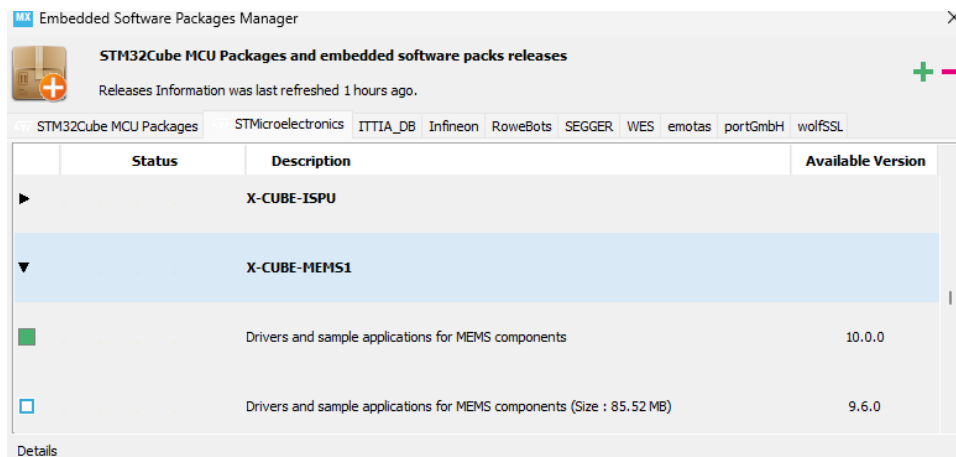 MX Embedded Software Packages Manager
STM32Cube MCU Packages and embedded software packs releases
Releases Information was last refreshed 1 hours ago.
STM32Cube MCU Packages STMicroelectronics ITTIA_DB Infineon RoweBots SEGGER WES emotas portGmbH wolfSSL
Status Description Available Version
X-CUBE-ISPU
X-CUBE-MEMS1
Drivers and sample applications for MEMS components 10.0.0
Drivers and sample applications for MEMS components (Size : 85.52 MB) 9.6.0
Details